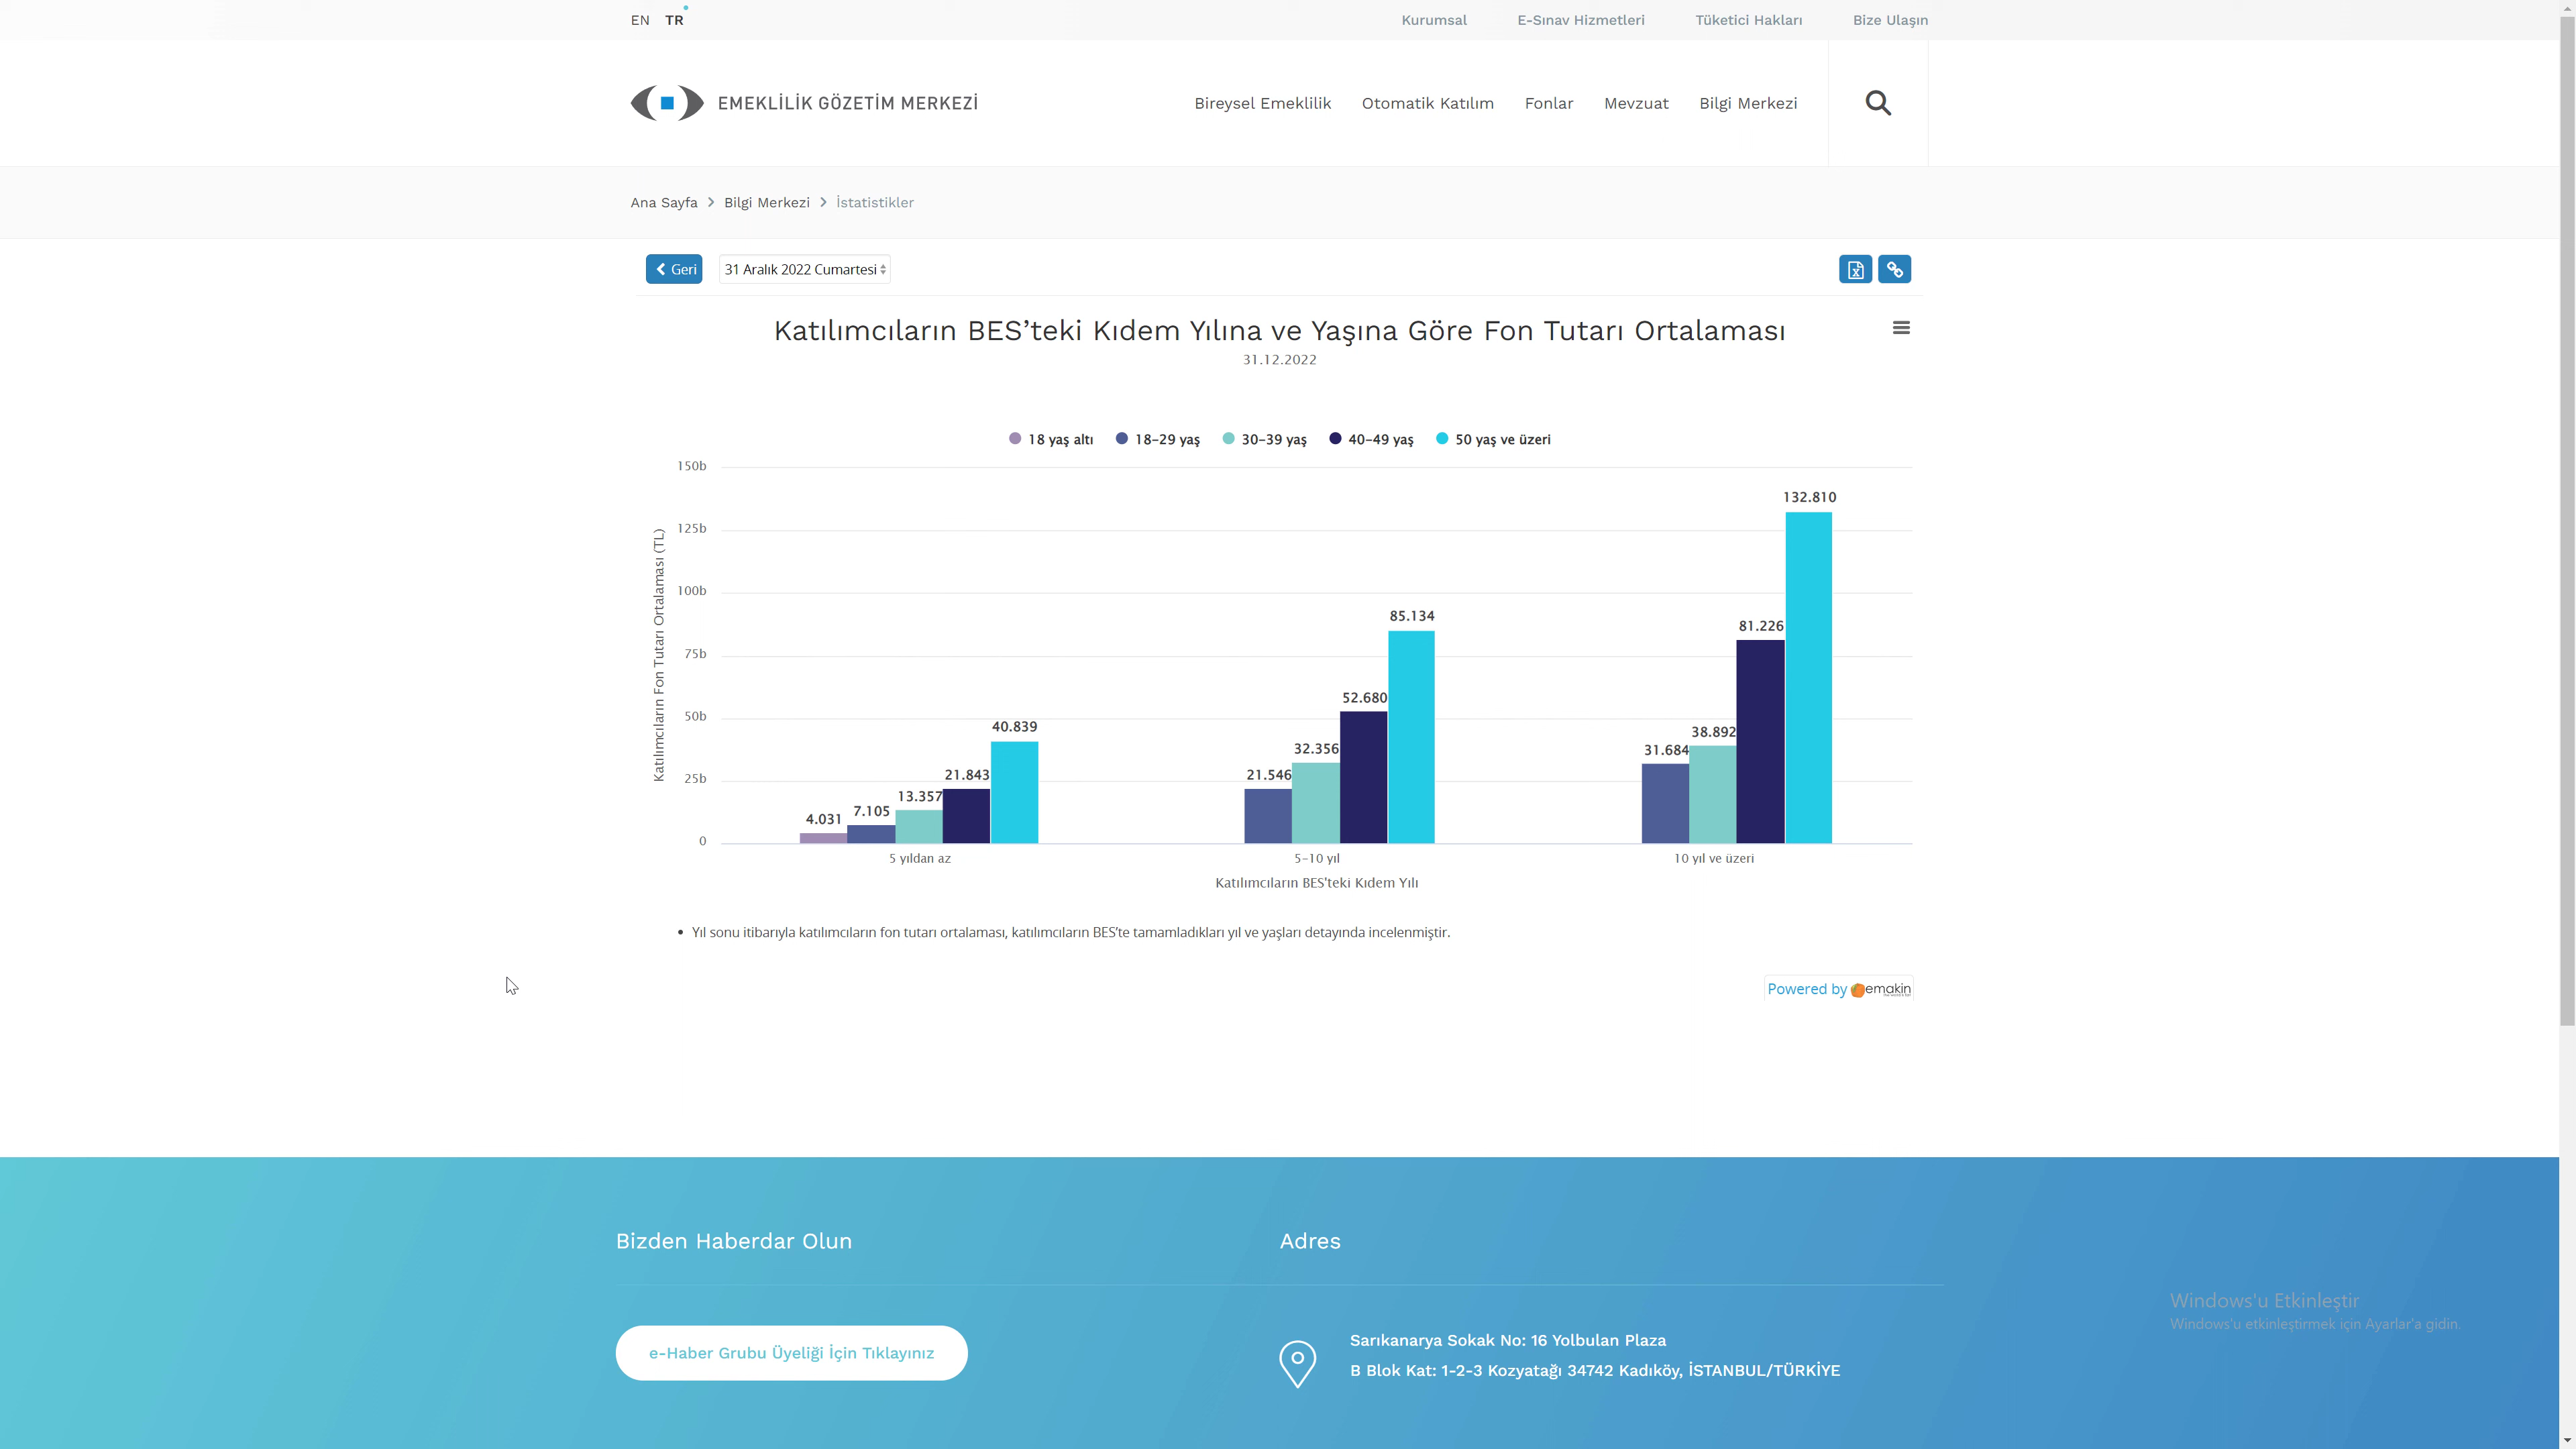 EN TR
Kurumsal E-Sınav Hizmetleri Tüketici Hakları Bize Ulaşın
EMEKLİLİK GÖZETİM MERKEZİ
Bireysel Emeklilik Otomatik Katılım Fonlar Mevzuat Bilgi Merkezi
Ana Sayfa > Bilgi Merkezi > İstatistikler
Geri 31 Aralık 2022 Cumartesi
Katılımcıların BES’teki Kıdem Yılına ve Yaşına Göre Fon Tutarı Ortalaması
31.12.2022
18 yaş altı 18-29 yaş 30-39 yaş 40-49 yaş 50 yaş ve üzeri
Katılımcıların Fon Tutarı Ortalaması (TL)
150b
125b
100b
75b
50b
25b
0
4.031 7.105 13.357 21.843 40.839
21.546 32.356 52.680 85.134
31.684 38.892 81.226 132.810
5 yıldan az 5-10 yıl 10 yıl ve üzeri
Katılımcıların BES'teki Kıdem Yılı
• Yıl sonu itibarıyla katılımcıların fon tutarı ortalaması, katılımcıların BES’te tamamladıkları yıl ve yaşları detayında incelenmiştir.
Powered by emakin
Bizden Haberdar Olun
e-Haber Grubu Üyeliği İçin Tıklayınız
Adres
Sarıkanarya Sokak No: 16 Yolbulan Plaza
B Blok Kat: 1-2-3 Kozyatağı 34742 Kadıköy, İSTANBUL/TÜRKİYE
Windows'u Etkinleştir
Windows'u etkinleştirmek için Ayarlar'a gidin.